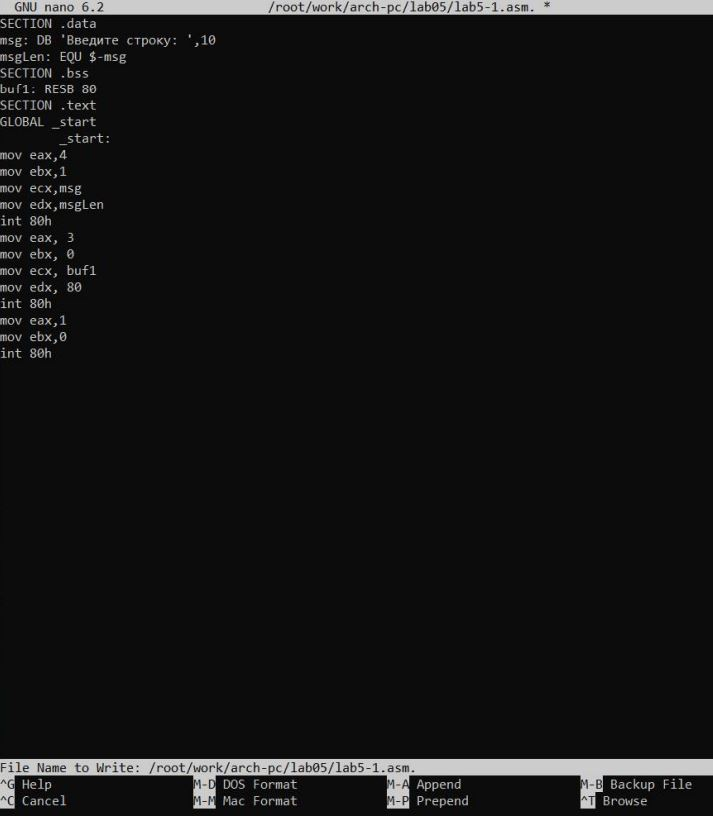 GNU nano 6.2 /root/work/arch-pc/lab05/lab5-1.asm. *
SECTION .data
msg: DB 'Введите строку: ',10
msgLen: EQU $-msg
SECTION .bss
buf1: RESB 80
SECTION .text
GLOBAL _start
_start:
mov eax,4
mov ebx,1
mov ecx,msg
mov edx,msgLen
int 80h
mov eax, 3
mov ebx, 0
mov ecx, buf1
mov edx, 80
int 80h
mov eax,1
mov ebx,0
int 80h
File Name to Write: /root/work/arch-pc/lab05/lab5-1.asm.
^G Help M-D DOS Format M-A Append M-B Backup File
^C Cancel M-M Mac Format M-P Prepend ^T Browse